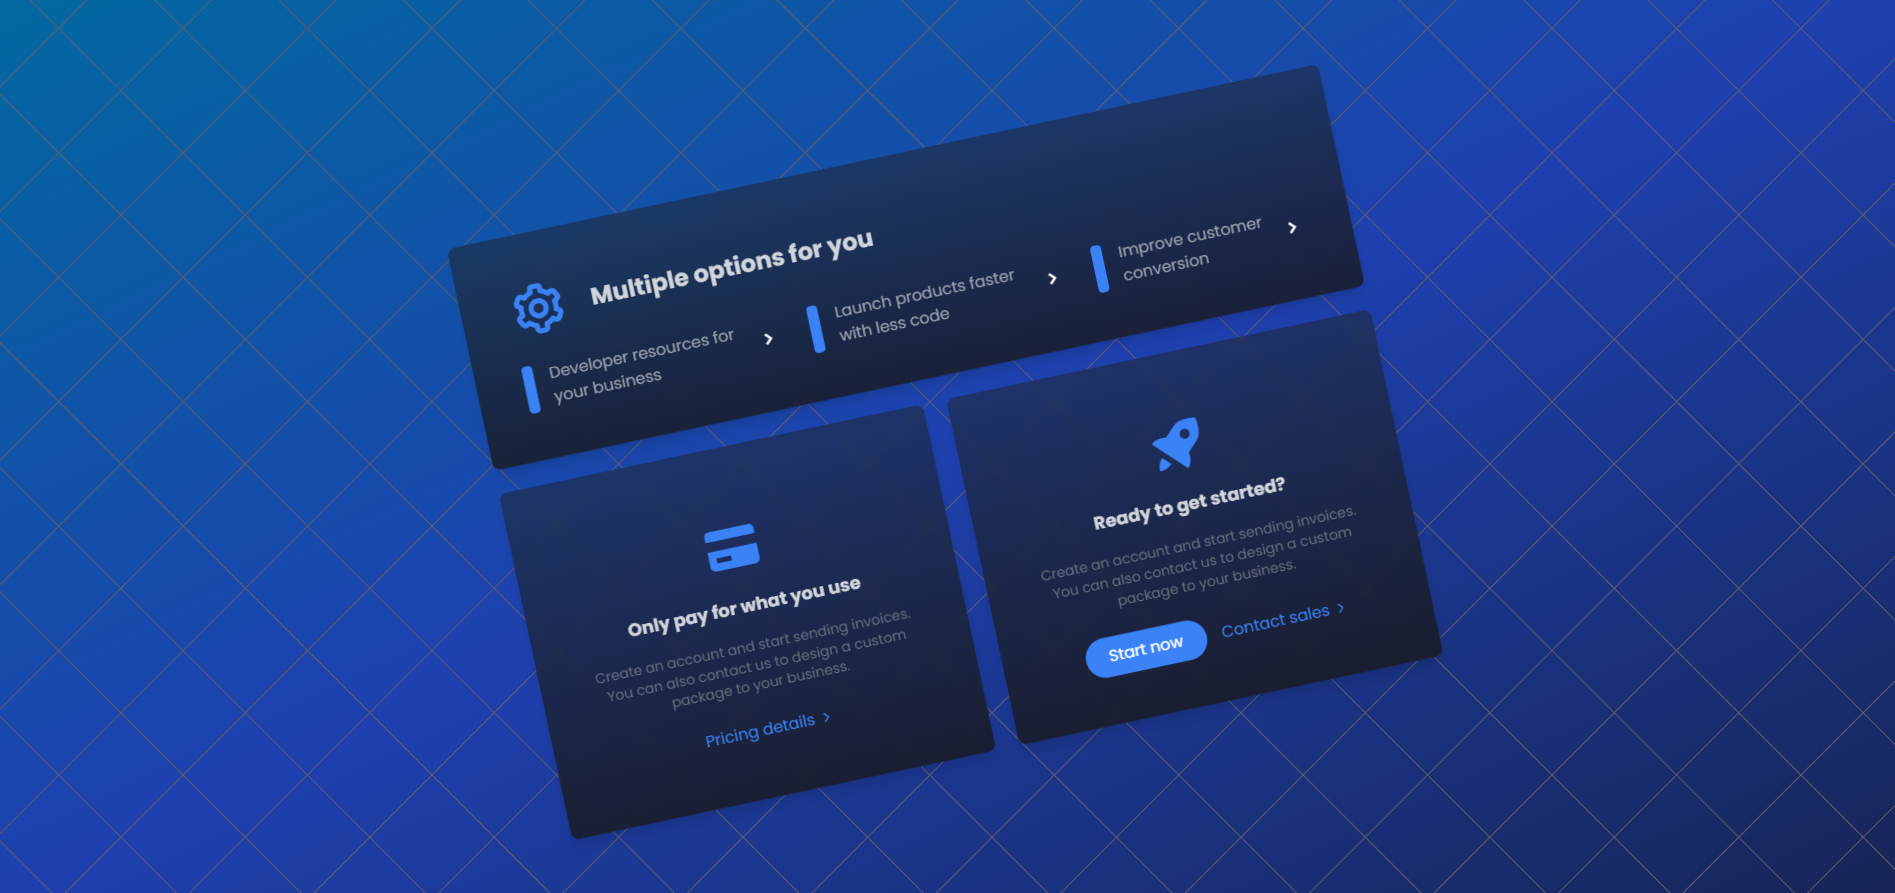 Multiple options for you
Developer resources for
your business
Launch products faster
with less code
Improve customer
conversion
Only pay for what you use
Create an account and start sending invoices.
You can also contact us to design a custom
package to your business.
Pricing details
Ready to get started?
Create an account and start sending invoices.
You can also contact us to design a custom
package to your business.
Start now
Contact sales